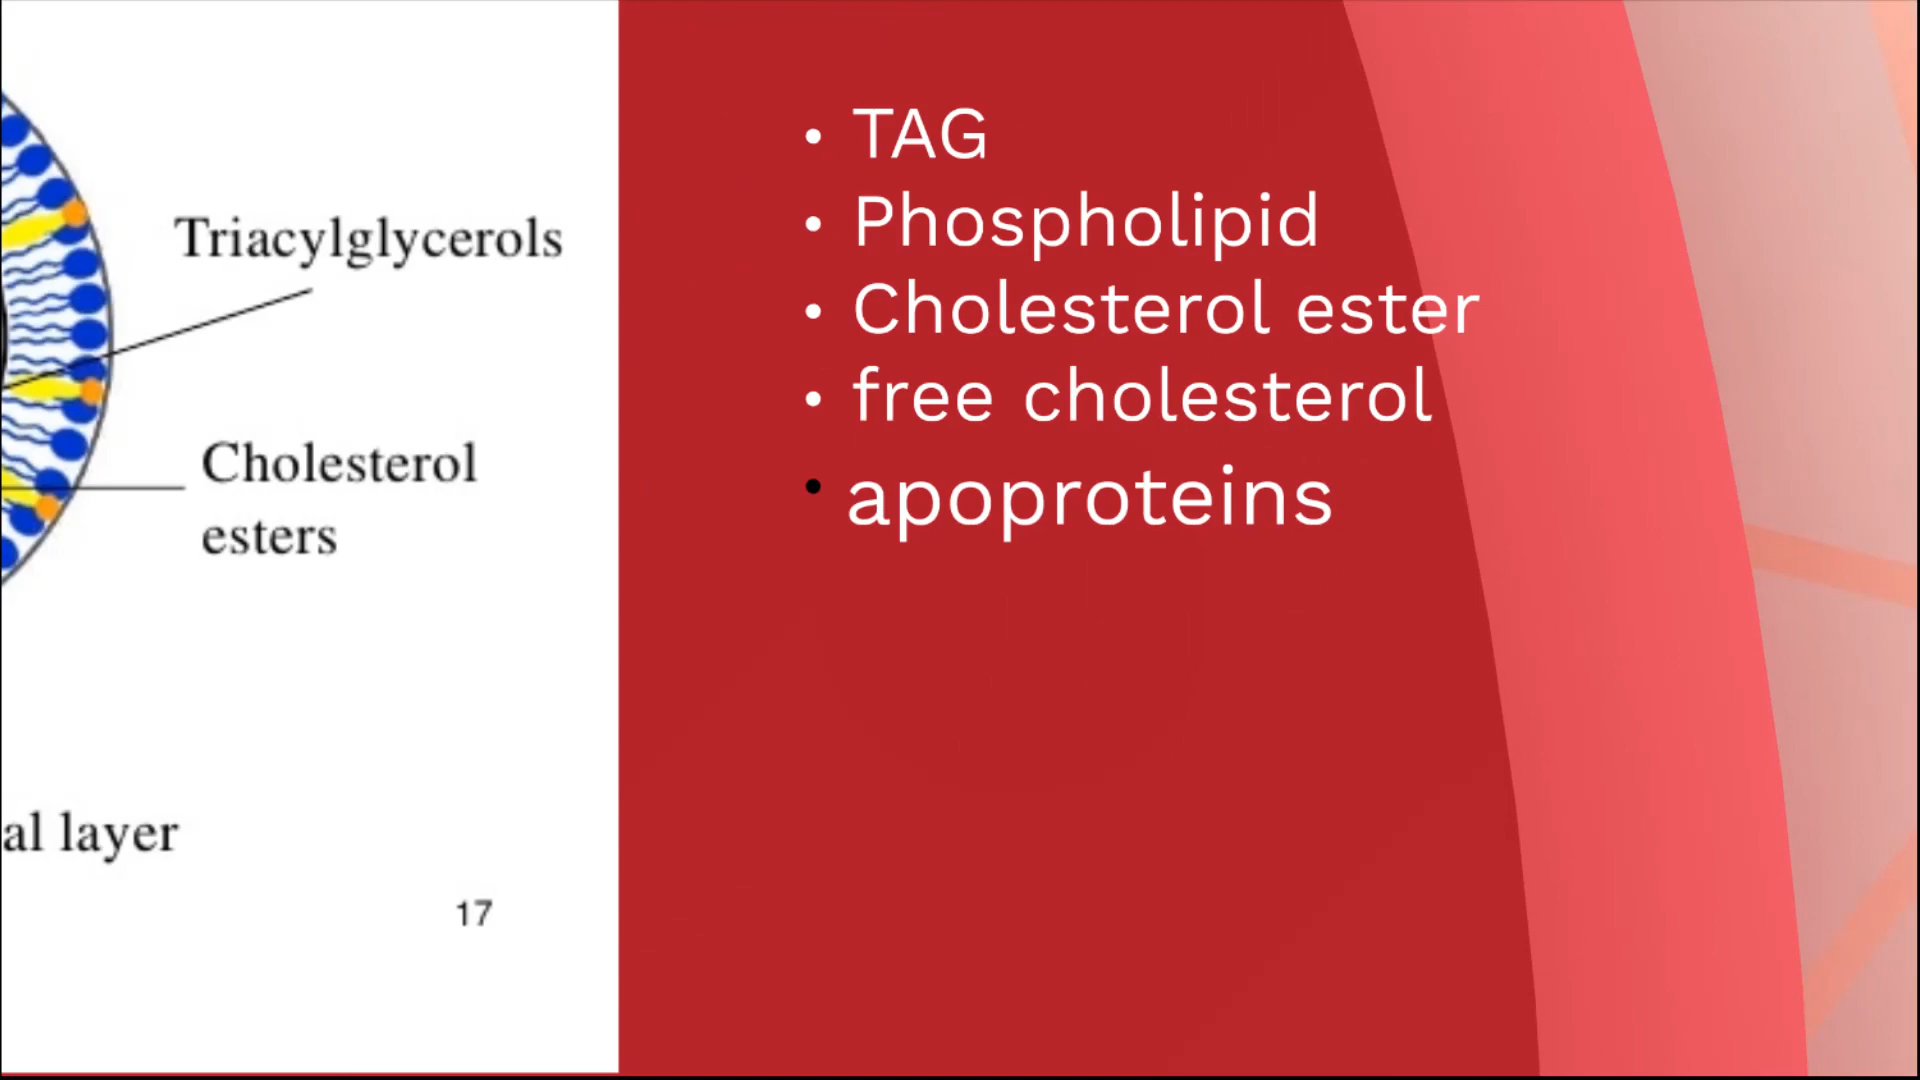 Triacylglycerols
Cholesterol
esters
al layer
17
• TAG
• Phospholipid
• Cholesterol ester
• free cholesterol
• apoproteins